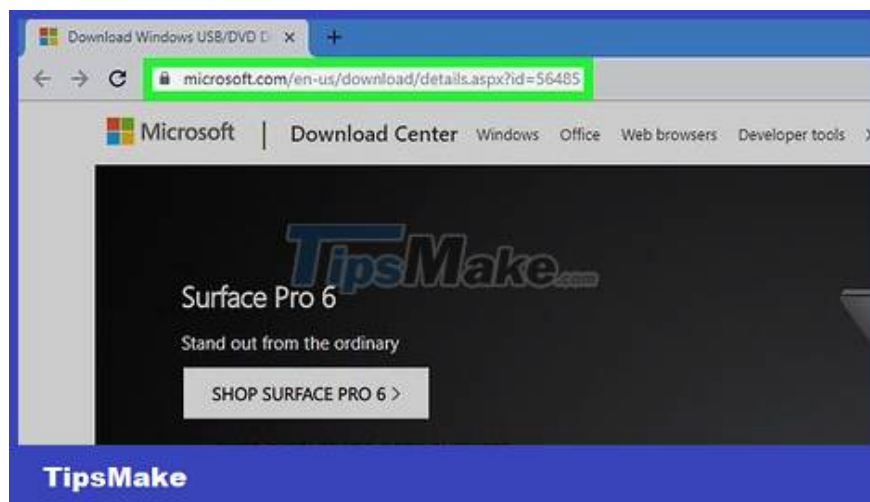 Download Windows USB/DVD D
microsoft.com/en-us/download/details.aspx?id=56485
Microsoft | Download Center Windows Office Web browsers Developer tools
TipsMake.com
Surface Pro 6
Stand out from the ordinary
SHOP SURFACE PRO 6 >
TipsMake